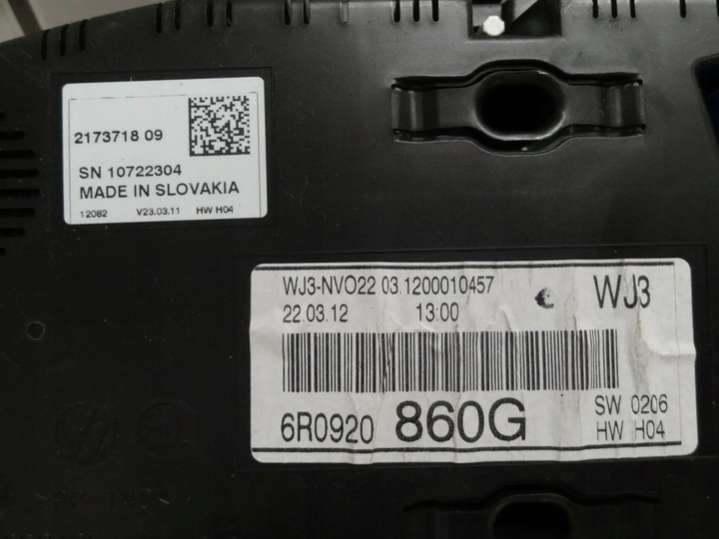 2173718 09
SN 10722304
MADE IN SLOVAKIA
12082 V23.03.11 HW H04
WJ3-NVO22 03.1200010457
WJ3
22.03.12 13:00
6R0920 860G
SW 0206
HW H04